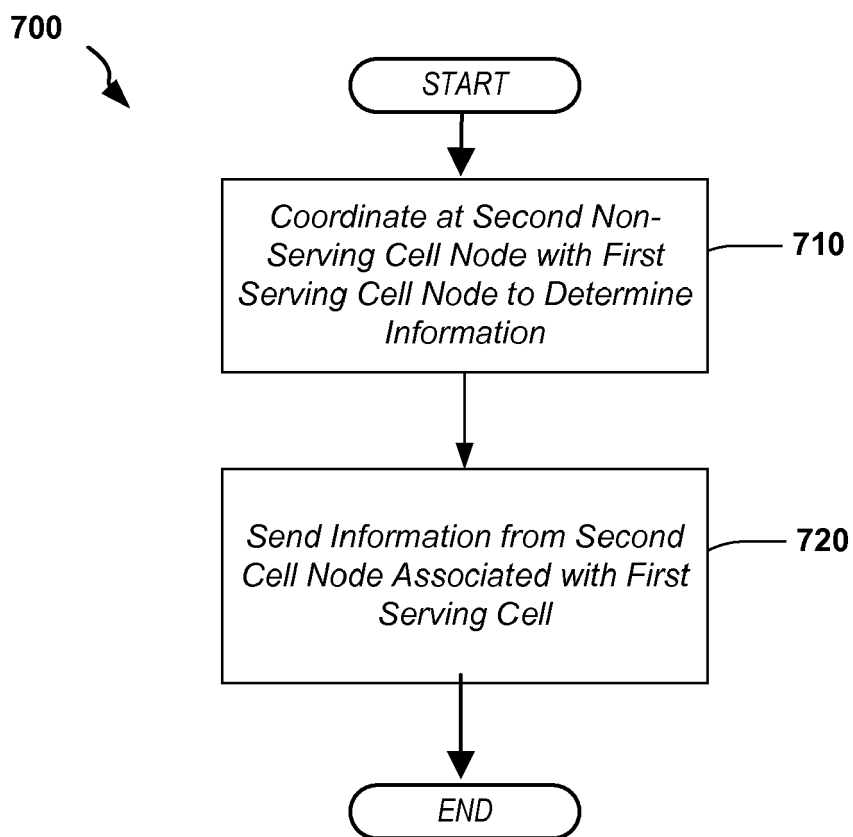 700
START
Coordinate at Second Non-
Serving Cell Node with First
Serving Cell Node to Determine
Information
710
Send Information from Second
Cell Node Associated with First
Serving Cell
720
END